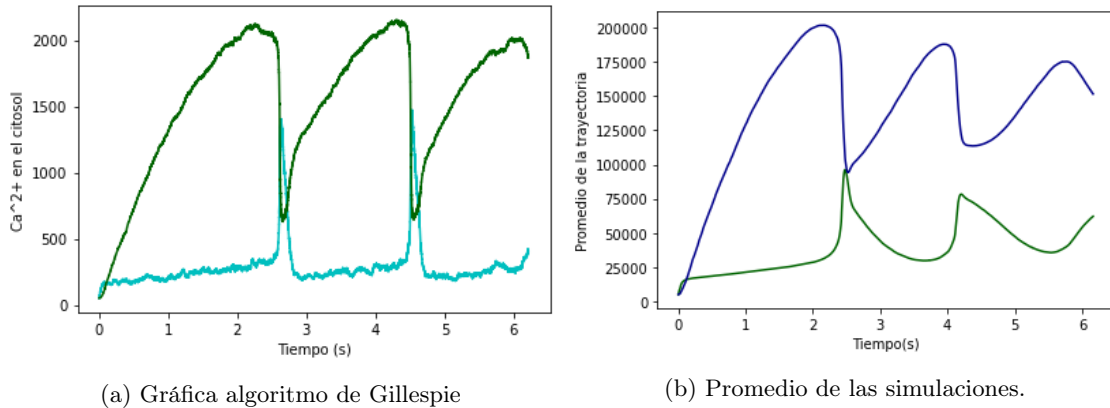 Ca^2+ en el citosol
2000
1500
1000
500
0
0 1 2 3 4 5 6
Tiempo (s)
(a) Gráfica algoritmo de Gillespie
Promedio de la trayectoria
200000
175000
150000
125000
100000
75000
50000
25000
0
0 1 2 3 4 5 6
Tiempo(s)
(b) Promedio de las simulaciones.